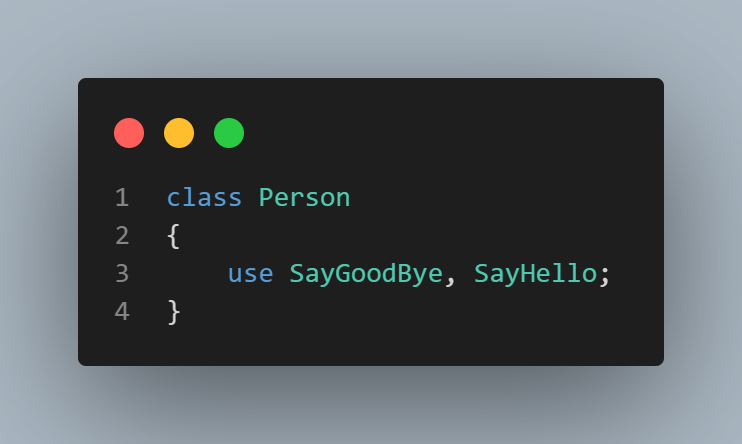 1 class Person
2 {
3     use SayGoodBye, SayHello;
4 }